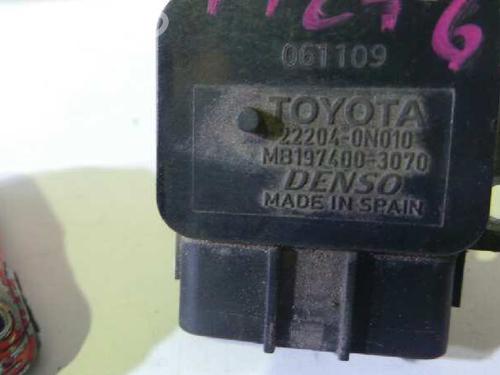 061109
TOYOTA
22204-0N010
MB197400-3070
DENSO
MADE IN SPAIN